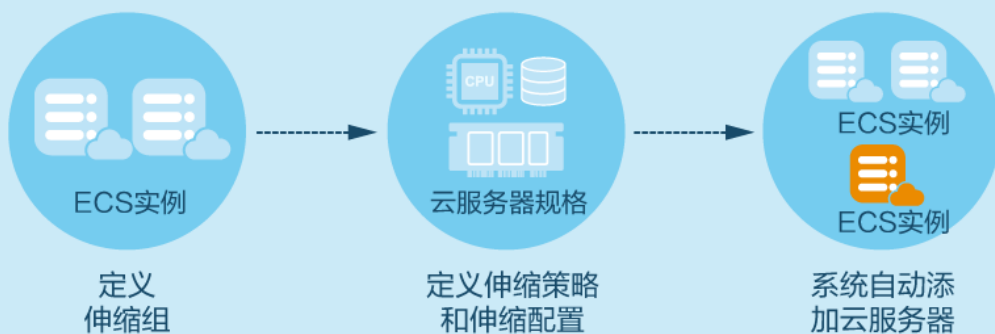 CPU
ECS实例
云服务器规格
ECS实例
ECS实例
定义
伸缩组
定义伸缩策略
和伸缩配置
系统自动添
加云服务器